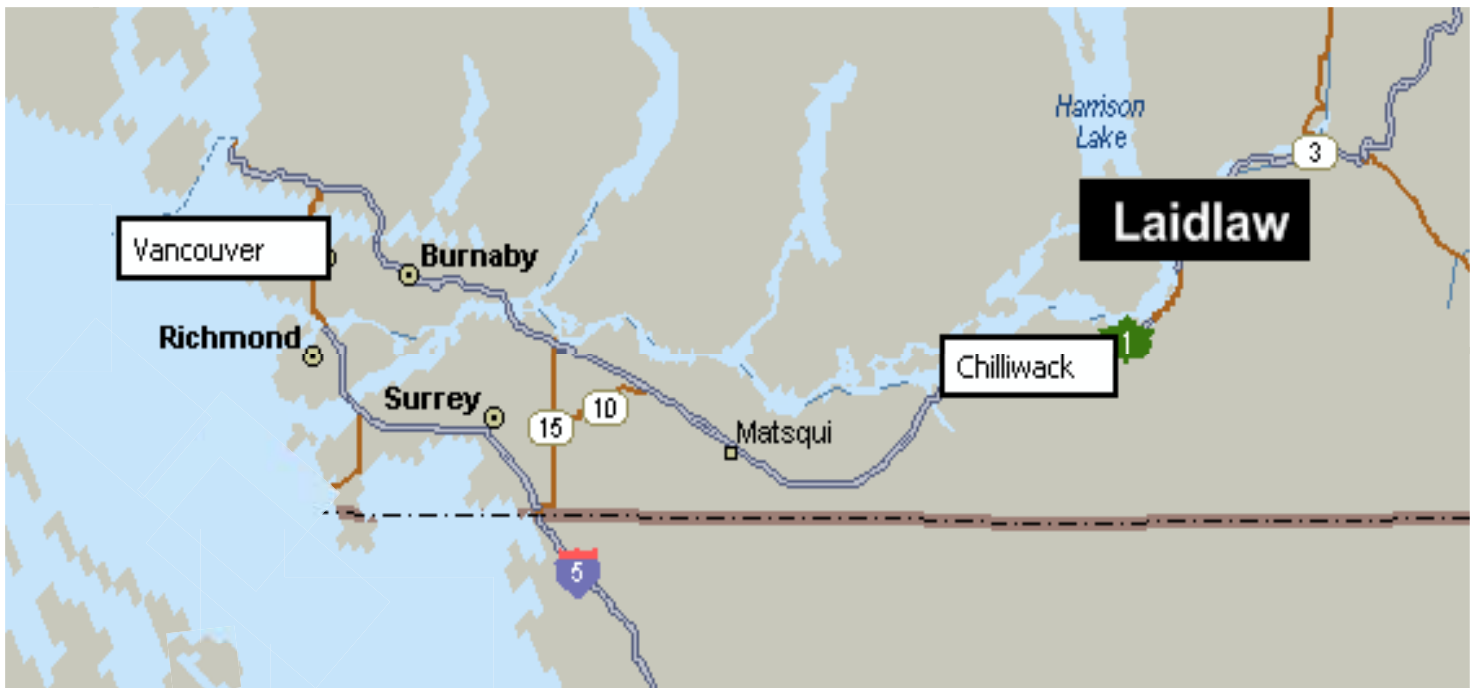 Harrison
Lake
3
Laidlaw
Vancouver
Burnaby
Richmond
1
Chilliwack
Surrey
10
15
Matsqui
5